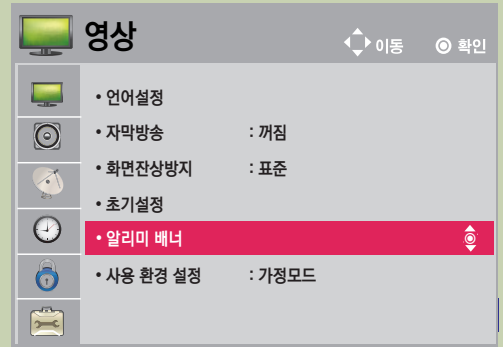 영상 이동 확인
• 언어설정
• 자막방송 : 꺼짐
• 화면잔상방지 : 표준
• 초기설정
• 알리미 배너
• 사용 환경 설정 : 가정모드